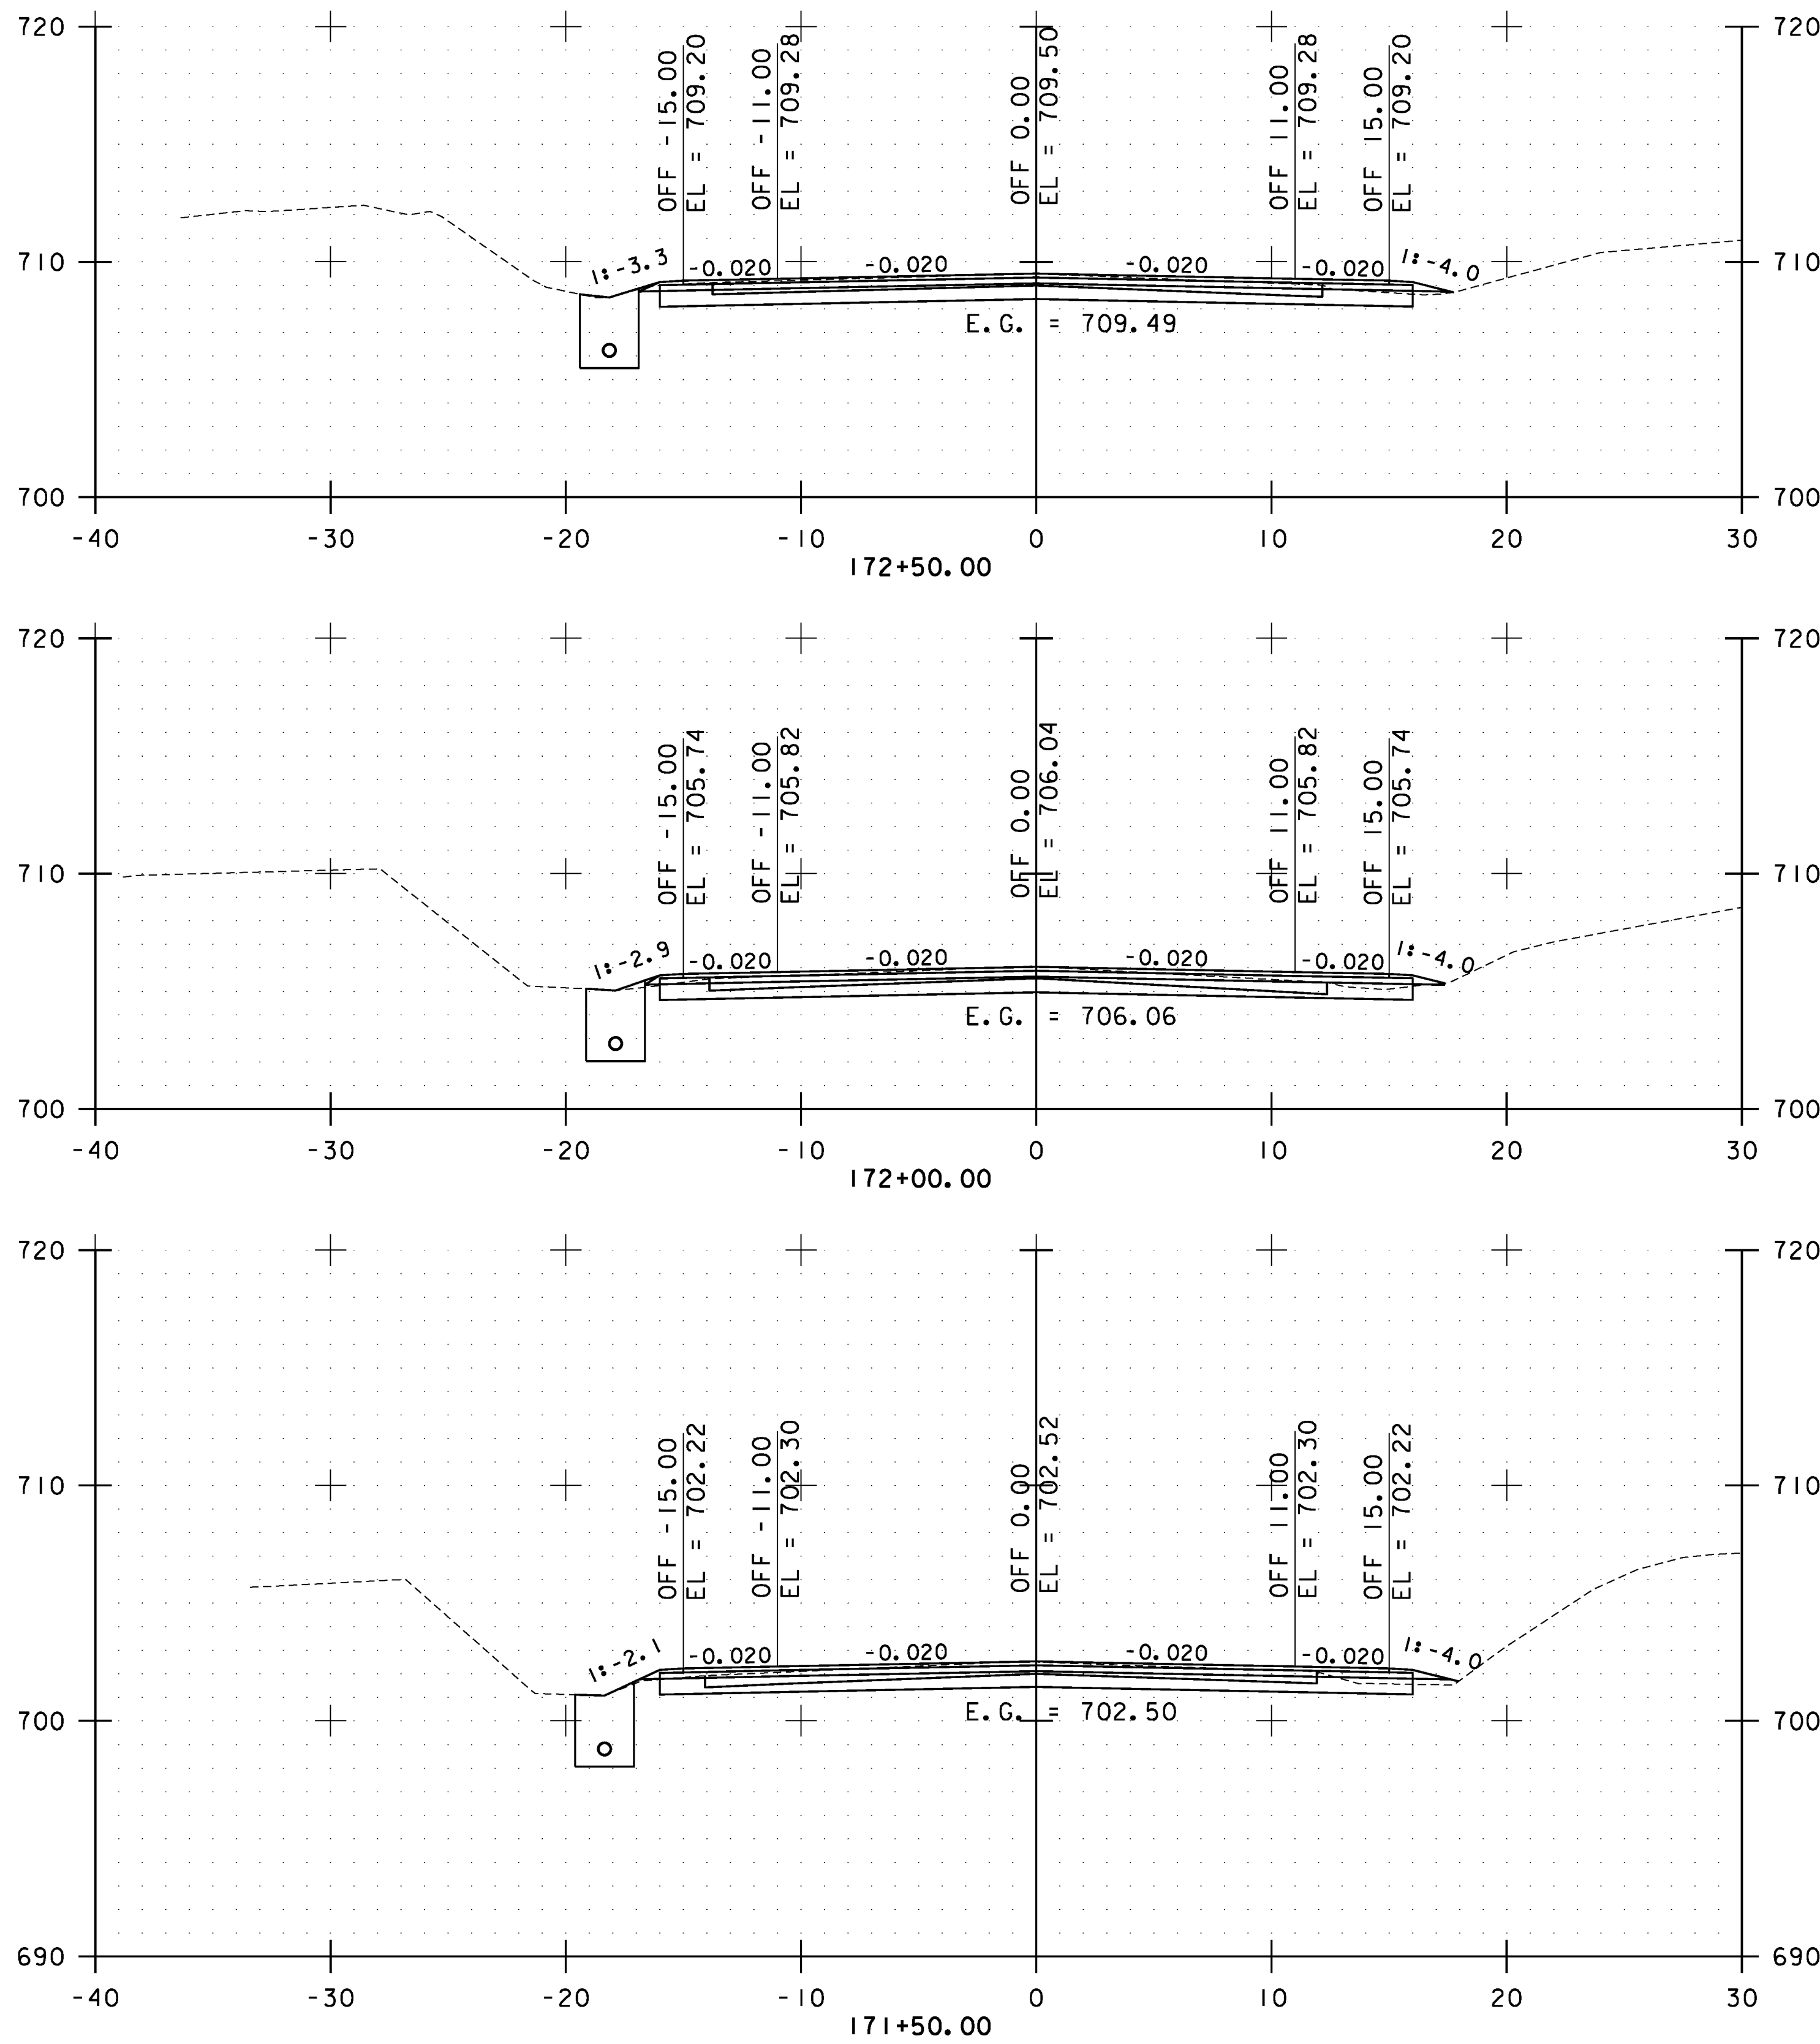 720
720
OFF -15.00
EL = 709.20
OFF -11.00
EL = 709.28
OFF 0.00
EL = 709.50
OFF 11.00
EL = 709.28
OFF 15.00
EL = 709.20
710
1:-3.3
-0.020
-0.020
-0.020
-0.020
1:-4.0
710
E.G. = 709.49
700
700
-40 -30 -20 -10 0 10 20 30
172+50.00
720
720
OFF -15.00
EL = 705.74
OFF -11.00
EL = 705.82
OFF 0.00
EL = 706.04
OFF 11.00
EL = 705.82
OFF 15.00
EL = 705.74
710
710
1:-2.9
-0.020
-0.020
-0.020
-0.020
1:-4.0
E.G. = 706.06
700
700
-40 -30 -20 -10 0 10 20 30
172+00.00
720
720
OFF -15.00
EL = 702.22
OFF -11.00
EL = 702.30
OFF 0.00
EL = 702.52
OFF 11.00
EL = 702.30
OFF 15.00
EL = 702.22
710
710
1:-2.1
-0.020
-0.020
-0.020
-0.020
1:-4.0
E.G. = 702.50
700
700
690
690
-40 -30 -20 -10 0 10 20 30
171+50.00